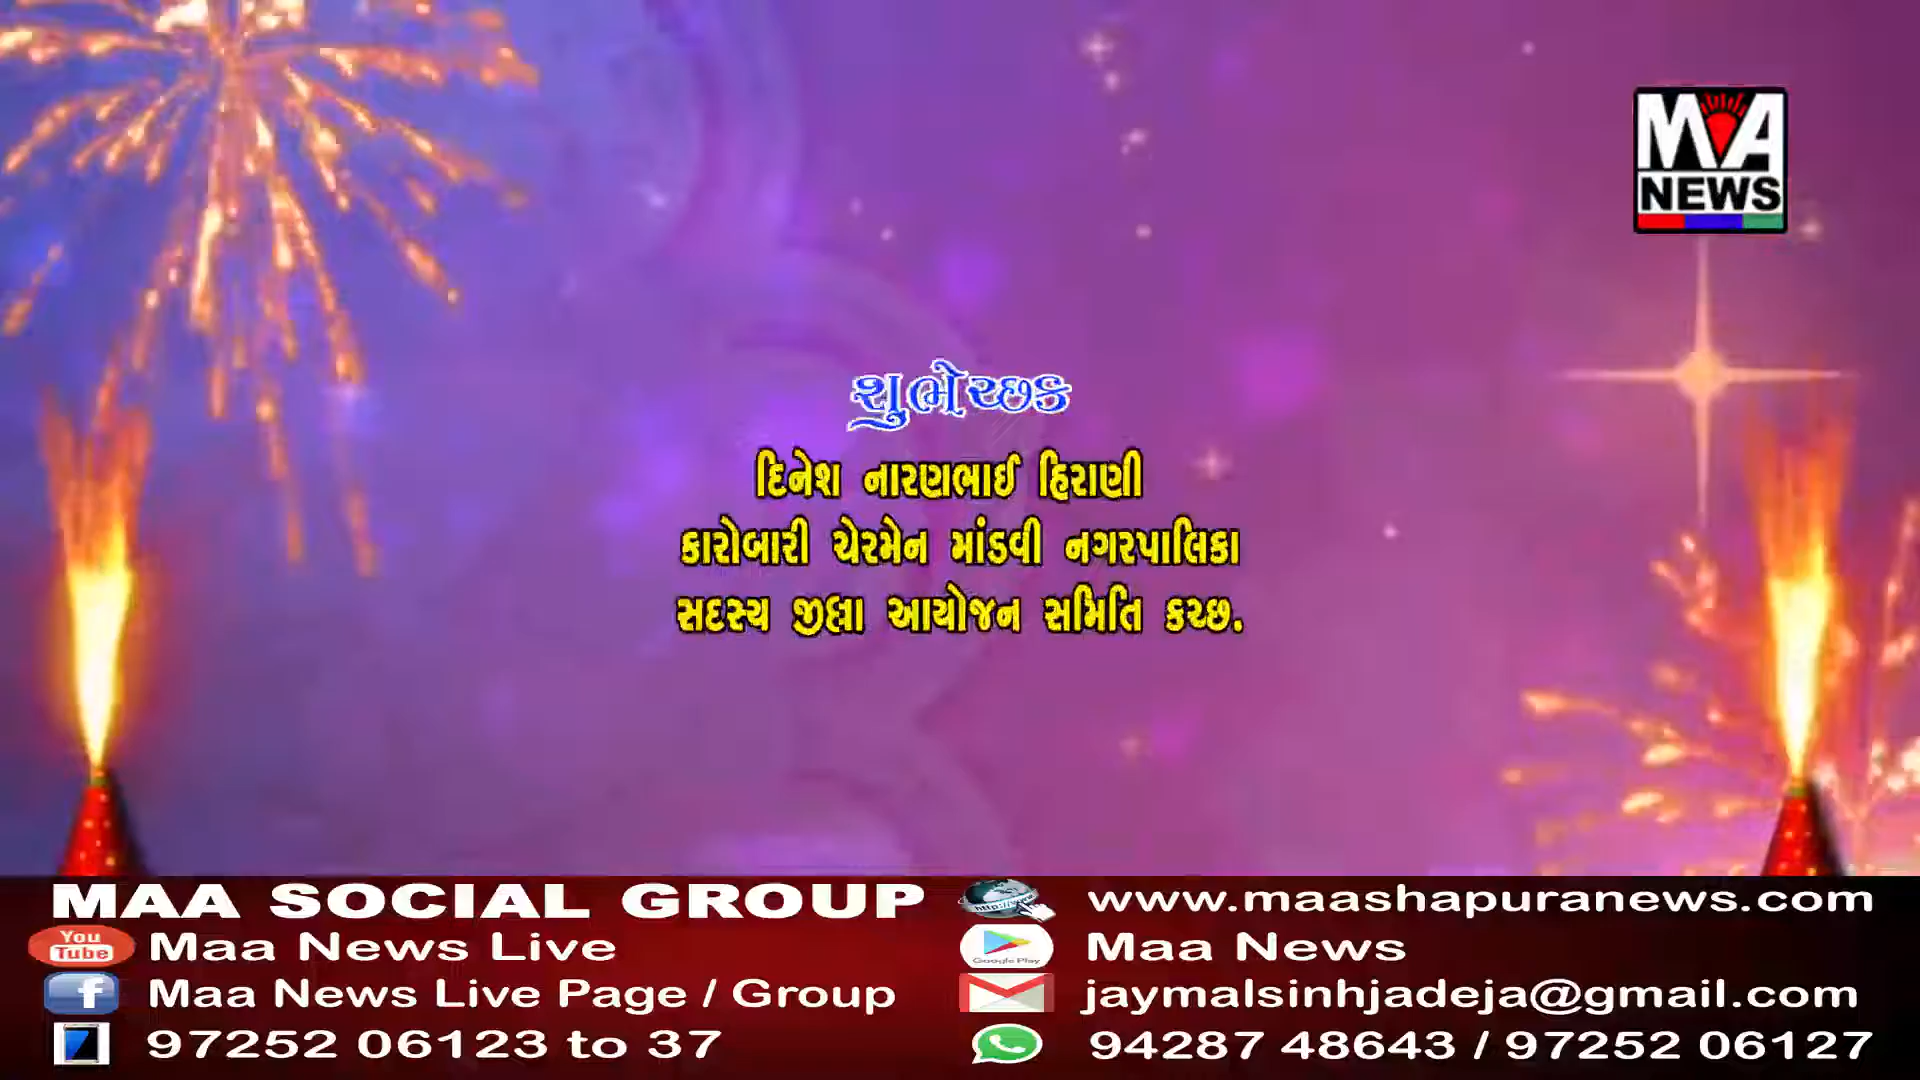 MAA
NEWS
શુભેચ્છક
દિનેશ નારણભાઈ હિરાણી
કારોબારી ચેરમેન માંડવી નગરપાલિકા
સદસ્ય જીલ્લા આયોજન સમિતિ કચ્છ.
MAA SOCIAL GROUP
You Tube Maa News Live
f Maa News Live Page / Group
97252 06123 to 37
www.maashapuranews.com
Google Play Maa News
jaymalsinhjadeja@gmail.com
94287 48643 / 97252 06127